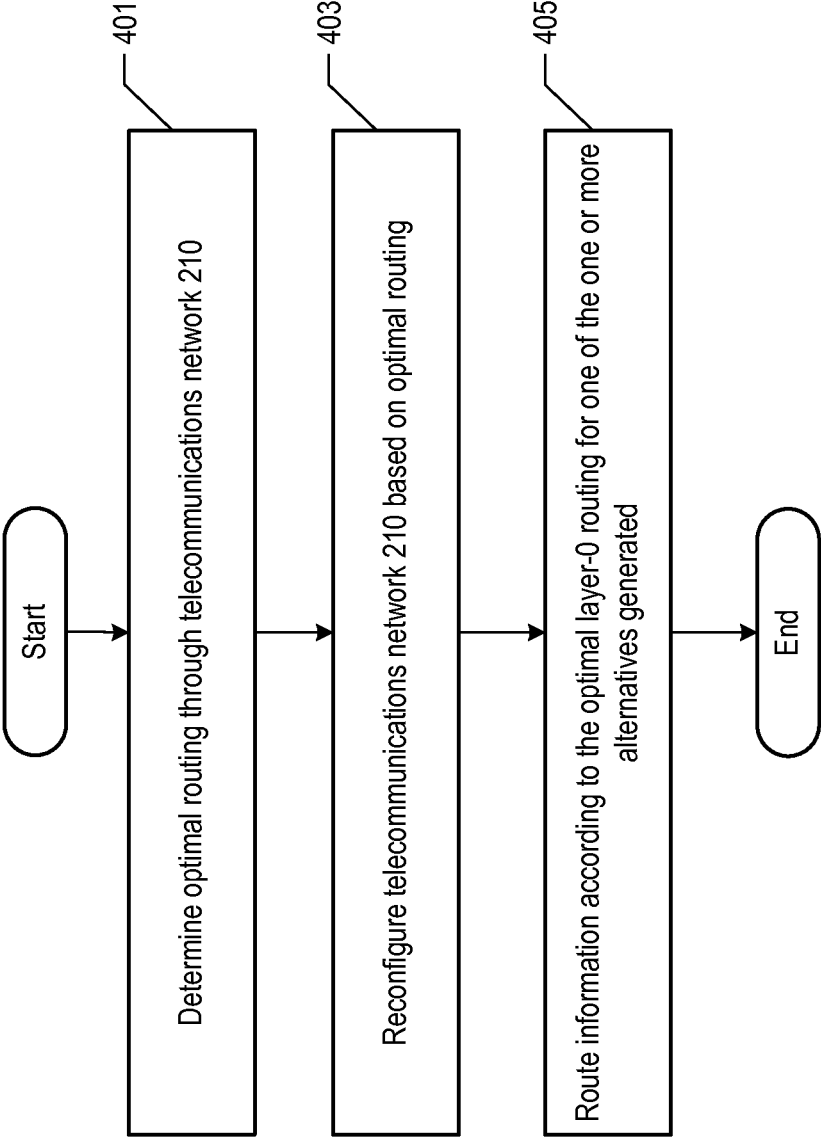 Start
401
Determine optimal routing through telecommunications network 210
403
Reconfigure telecommunications network 210 based on optimal routing
405
Route information according to the optimal layer-0 routing for one of the one or more
alternatives generated
End